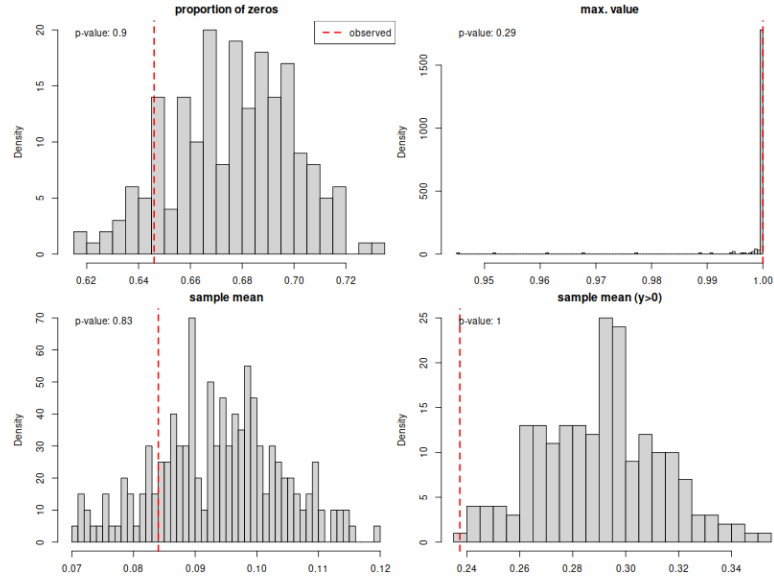 proportion of zeros
p-value: 0.9
observed
Density
0
5
10
15
20
0.62 0.64 0.66 0.68 0.70 0.72
max. value
p-value: 0.29
Density
0
500
1000
1500
0.95 0.96 0.97 0.98 0.99 1.00
sample mean
p-value: 0.83
Density
0
10
20
30
40
50
60
70
0.07 0.08 0.09 0.10 0.11 0.12
sample mean (y>0)
p-value: 1
Density
0
5
10
15
20
25
0.24 0.26 0.28 0.30 0.32 0.34